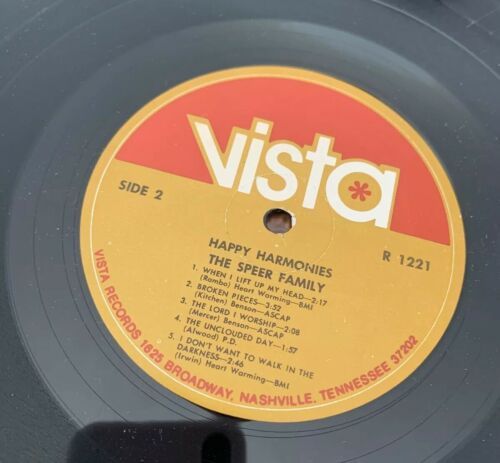 vista
SIDE 2
R 1221
HAPPY HARMONIES
THE SPEER FAMILY
1. WHEN I LIFT UP MY HEAD—2:17
(Rambo) Heart Warming—BMI
2. BROKEN PIECES—3:52
(Kitchen) Benson—ASCAP
3. THE LORD I WORSHIP—2:08
(Mercer) Benson—ASCAP
4. THE UNCLOUDED DAY—1:57
(Alwood) P.D.
5. I DON'T WANT TO WALK IN THE
DARKNESS—2:46
(Irwin) Heart Warming—BMI
VISTA RECORDS 1625 BROADWAY, NASHVILLE, TENNESSEE 37202